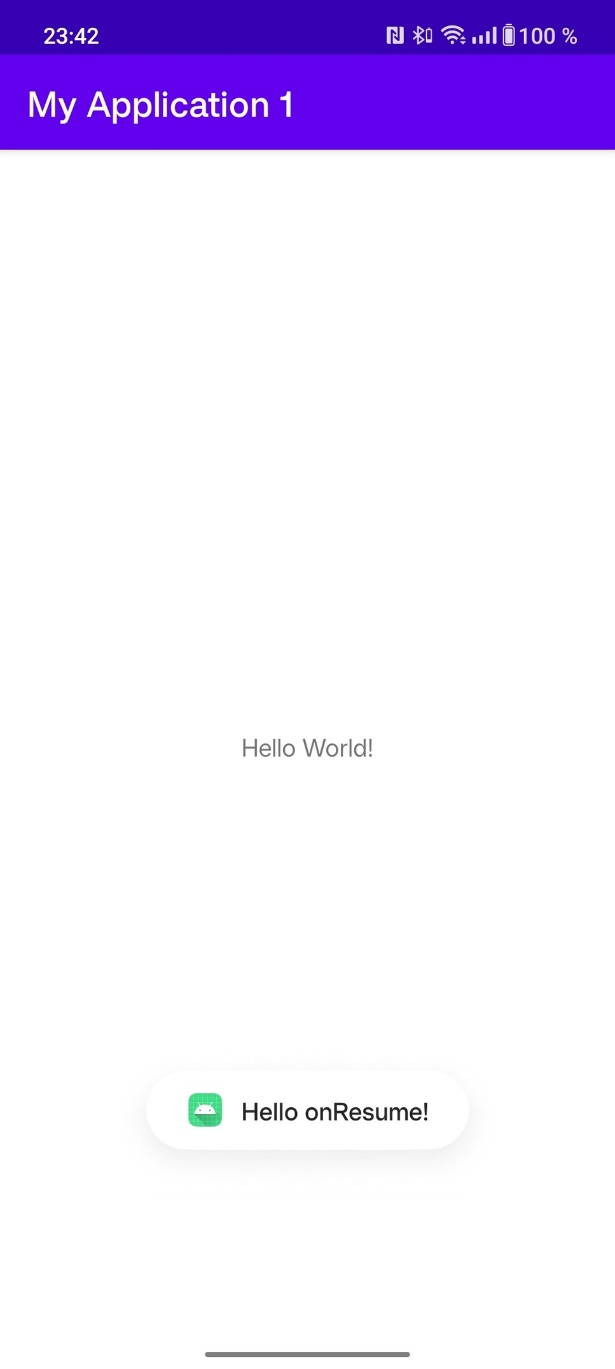 23:42 100 %
My Application 1
Hello World!
Hello onResume!